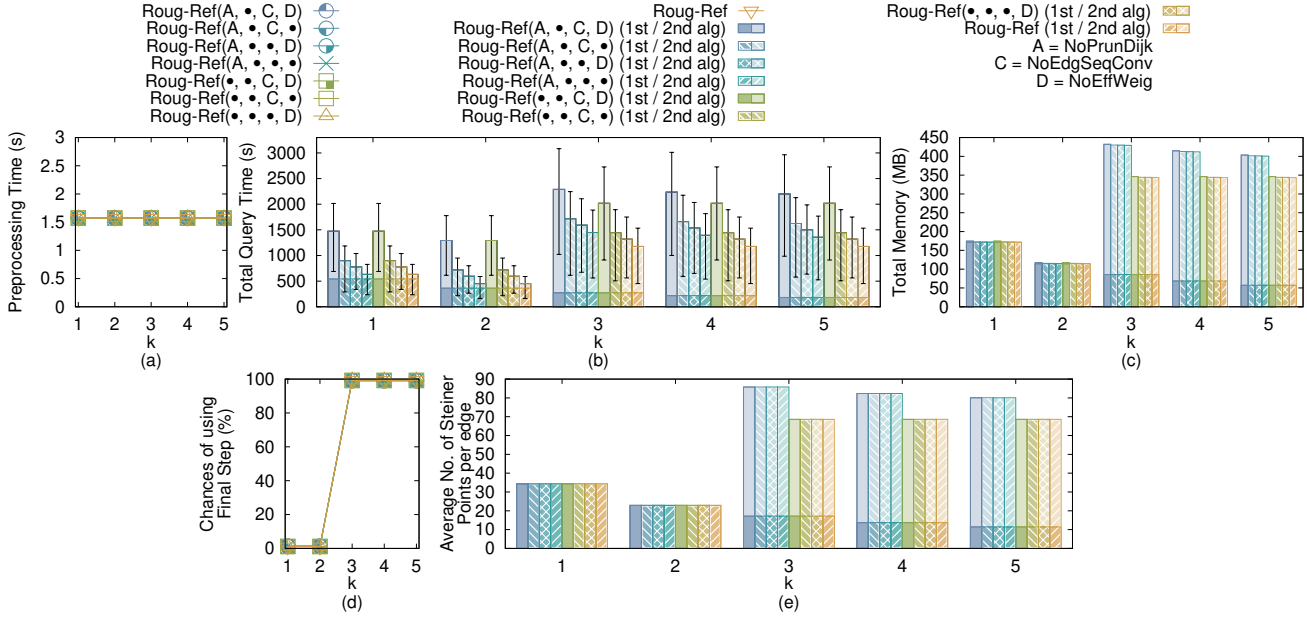 Roug-Ref(A, •, C, D)
Roug-Ref(A, •, C, •)
Roug-Ref(A, •, •, D)
Roug-Ref(A, •, •, •)
Roug-Ref(•, •, C, D)
Roug-Ref(•, •, C, •)
Roug-Ref(•, •, •, D)
Roug-Ref
Roug-Ref(A, •, C, D) (1st / 2nd alg)
Roug-Ref(A, •, C, •) (1st / 2nd alg)
Roug-Ref(A, •, •, D) (1st / 2nd alg)
Roug-Ref(A, •, •, •) (1st / 2nd alg)
Roug-Ref(•, •, C, D) (1st / 2nd alg)
Roug-Ref(•, •, C, •) (1st / 2nd alg)
Roug-Ref(•, •, •, D) (1st / 2nd alg)
Roug-Ref (1st / 2nd alg)
A = NoPrunDijk
C = NoEdgSeqConv
D = NoEffWeig
Preprocessing Time (s)
3
2.5
2
1.5
1
0.5
0
1 2 3 4 5
k
(a)
Total Query Time (s)
3000
2500
2000
1500
1000
500
0
1 2 3 4 5
k
(b)
Total Memory (MB)
450
400
350
300
250
200
150
100
50
0
1 2 3 4 5
k
(c)
Chances of using
Final Step (%)
100
80
60
40
20
0
1 2 3 4 5
k
(d)
Average No. of Steiner
Points per edge
90
80
70
60
50
40
30
20
10
0
1 2 3 4 5
k
(e)